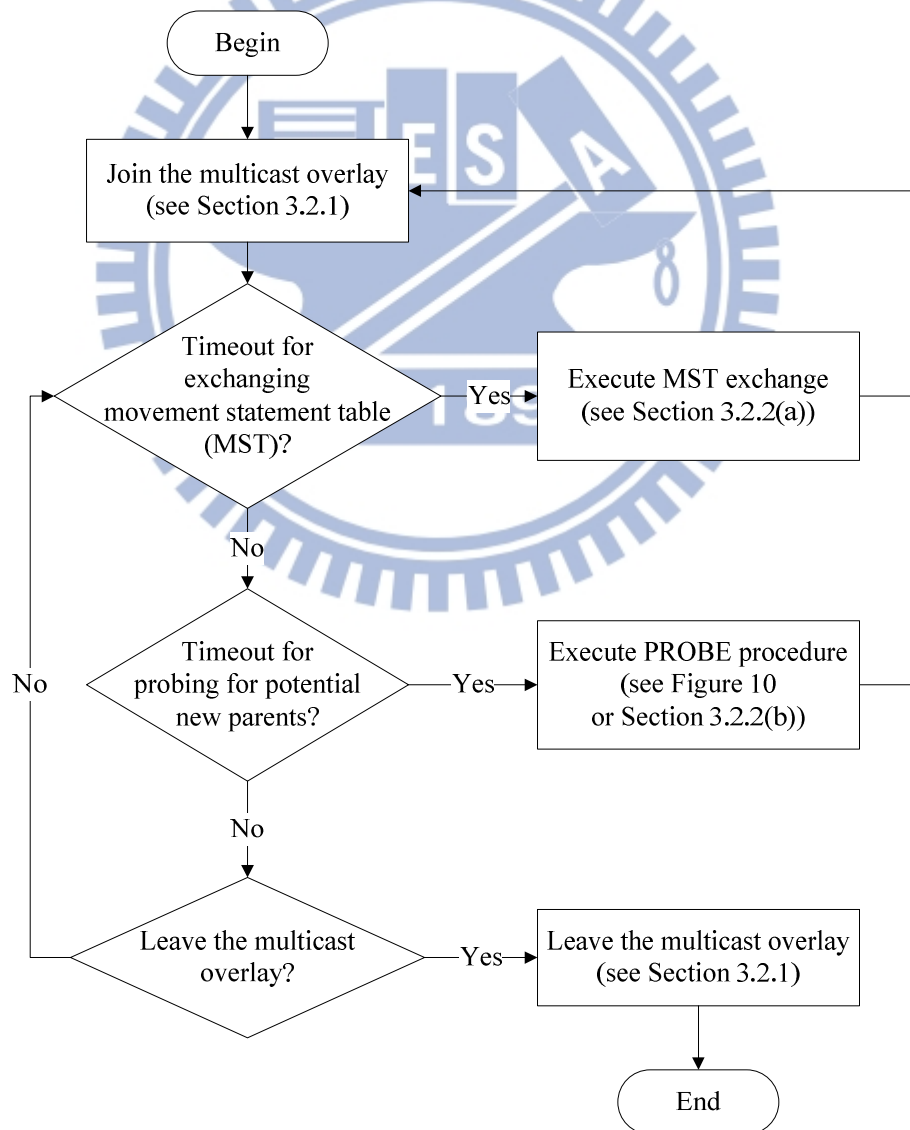 Begin
Join the multicast overlay
(see Section 3.2.1)
E S A
Timeout for
exchanging
movement statement table
(MST)?
Yes
Execute MST exchange
(see Section 3.2.2(a))
189
No
Timeout for
probing for potential
new parents?
Yes
Execute PROBE procedure
(see Figure 10
or Section 3.2.2(b))
No
No
Leave the multicast
overlay?
Yes
Leave the multicast overlay
(see Section 3.2.1)
End